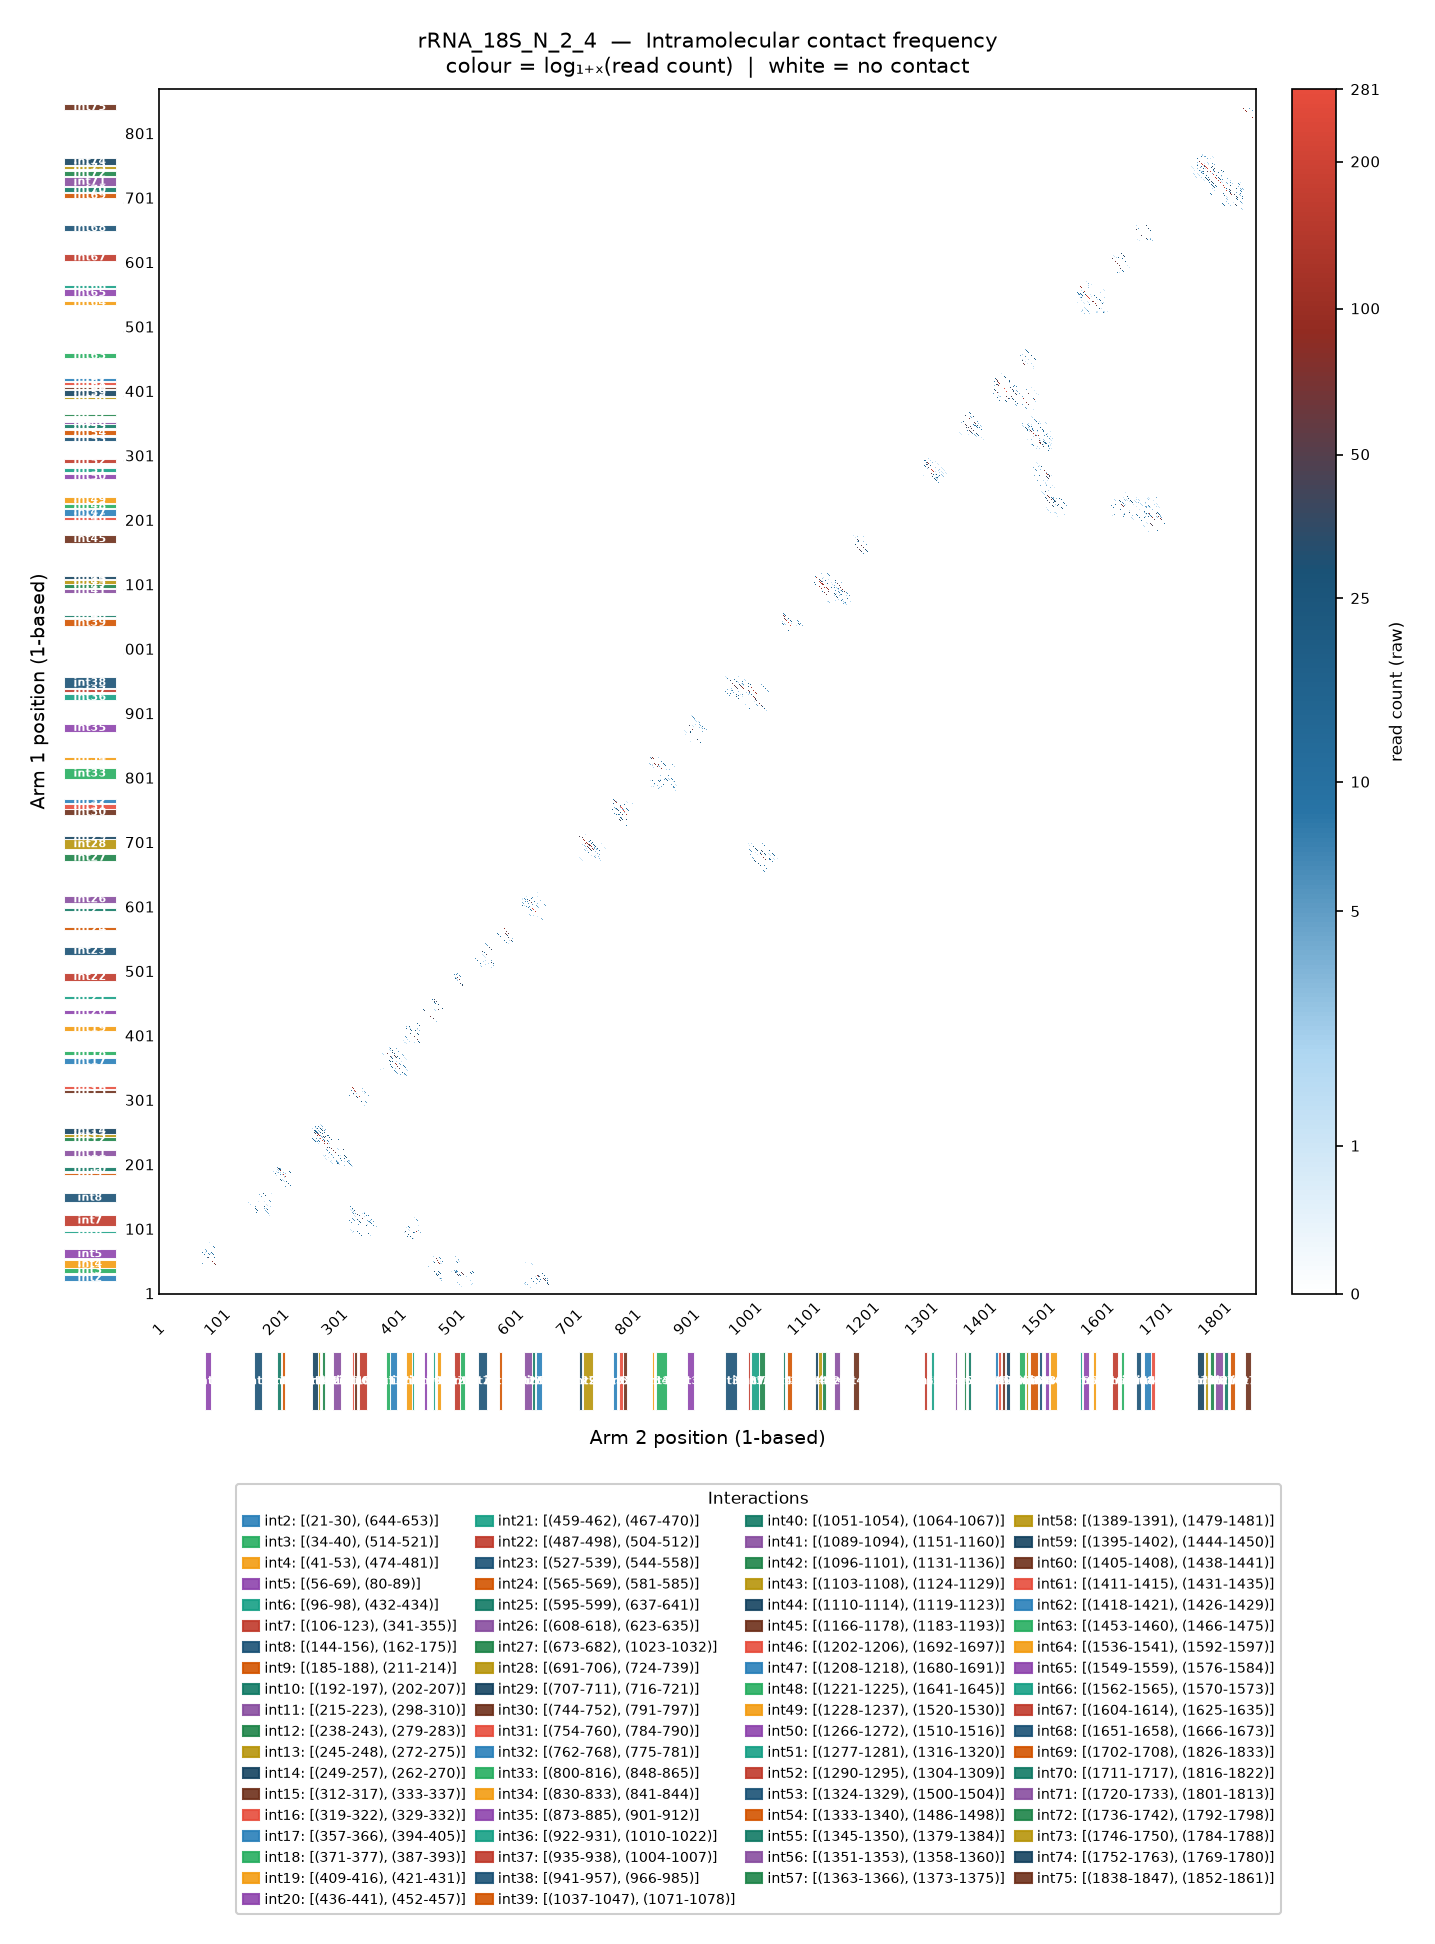 rRNA_18S_N_2_4 — Intramolecular contact frequency
colour = log₁₊ₓ(read count) | white = no contact
Arm 1 position (1-based)
801
701
601
501
401
301
201
101
001
901
801
701
601
501
401
301
201
101
1
int68
int67
int65
int45
int39
int38
int35
int33
int28
int27
int26
int23
int22
int8
int7
int5
int4
1
101
201
301
401
501
601
701
801
901
1001
1101
1201
1301
1401
1501
1601
1701
1801
Arm 2 position (1-based)
281
200
100
50
25
10
5
1
0
read count (raw)
Interactions
int2: [(21-30), (644-653)]
int3: [(34-40), (514-521)]
int4: [(41-53), (474-481)]
int5: [(56-69), (80-89)]
int6: [(96-98), (432-434)]
int7: [(106-123), (341-355)]
int8: [(144-156), (162-175)]
int9: [(185-188), (211-214)]
int10: [(192-197), (202-207)]
int11: [(215-223), (298-310)]
int12: [(238-243), (279-283)]
int13: [(245-248), (272-275)]
int14: [(249-257), (262-270)]
int15: [(312-317), (333-337)]
int16: [(319-322), (329-332)]
int17: [(357-366), (394-405)]
int18: [(371-377), (387-393)]
int19: [(409-416), (421-431)]
int20: [(436-441), (452-457)]
int21: [(459-462), (467-470)]
int22: [(487-498), (504-512)]
int23: [(527-539), (544-558)]
int24: [(565-569), (581-585)]
int25: [(595-599), (637-641)]
int26: [(608-618), (623-635)]
int27: [(673-682), (1023-1032)]
int28: [(691-706), (724-739)]
int29: [(707-711), (716-721)]
int30: [(744-752), (791-797)]
int31: [(754-760), (784-790)]
int32: [(762-768), (775-781)]
int33: [(800-816), (848-865)]
int34: [(830-833), (841-844)]
int35: [(873-885), (901-912)]
int36: [(922-931), (1010-1022)]
int37: [(935-938), (1004-1007)]
int38: [(941-957), (966-985)]
int39: [(1037-1047), (1071-1078)]
int40: [(1051-1054), (1064-1067)]
int41: [(1089-1094), (1151-1160)]
int42: [(1096-1101), (1131-1136)]
int43: [(1103-1108), (1124-1129)]
int44: [(1110-1114), (1119-1123)]
int45: [(1166-1178), (1183-1193)]
int46: [(1202-1206), (1692-1697)]
int47: [(1208-1218), (1680-1691)]
int48: [(1221-1225), (1641-1645)]
int49: [(1228-1237), (1520-1530)]
int50: [(1266-1272), (1510-1516)]
int51: [(1277-1281), (1316-1320)]
int52: [(1290-1295), (1304-1309)]
int53: [(1324-1329), (1500-1504)]
int54: [(1333-1340), (1486-1498)]
int55: [(1345-1350), (1379-1384)]
int56: [(1351-1353), (1358-1360)]
int57: [(1363-1366), (1373-1375)]
int58: [(1389-1391), (1479-1481)]
int59: [(1395-1402), (1444-1450)]
int60: [(1405-1408), (1438-1441)]
int61: [(1411-1415), (1431-1435)]
int62: [(1418-1421), (1426-1429)]
int63: [(1453-1460), (1466-1475)]
int64: [(1536-1541), (1592-1597)]
int65: [(1549-1559), (1576-1584)]
int66: [(1562-1565), (1570-1573)]
int67: [(1604-1614), (1625-1635)]
int68: [(1651-1658), (1666-1673)]
int69: [(1702-1708), (1826-1833)]
int70: [(1711-1717), (1816-1822)]
int71: [(1720-1733), (1801-1813)]
int72: [(1736-1742), (1792-1798)]
int73: [(1746-1750), (1784-1788)]
int74: [(1752-1763), (1769-1780)]
int75: [(1838-1847), (1852-1861)]